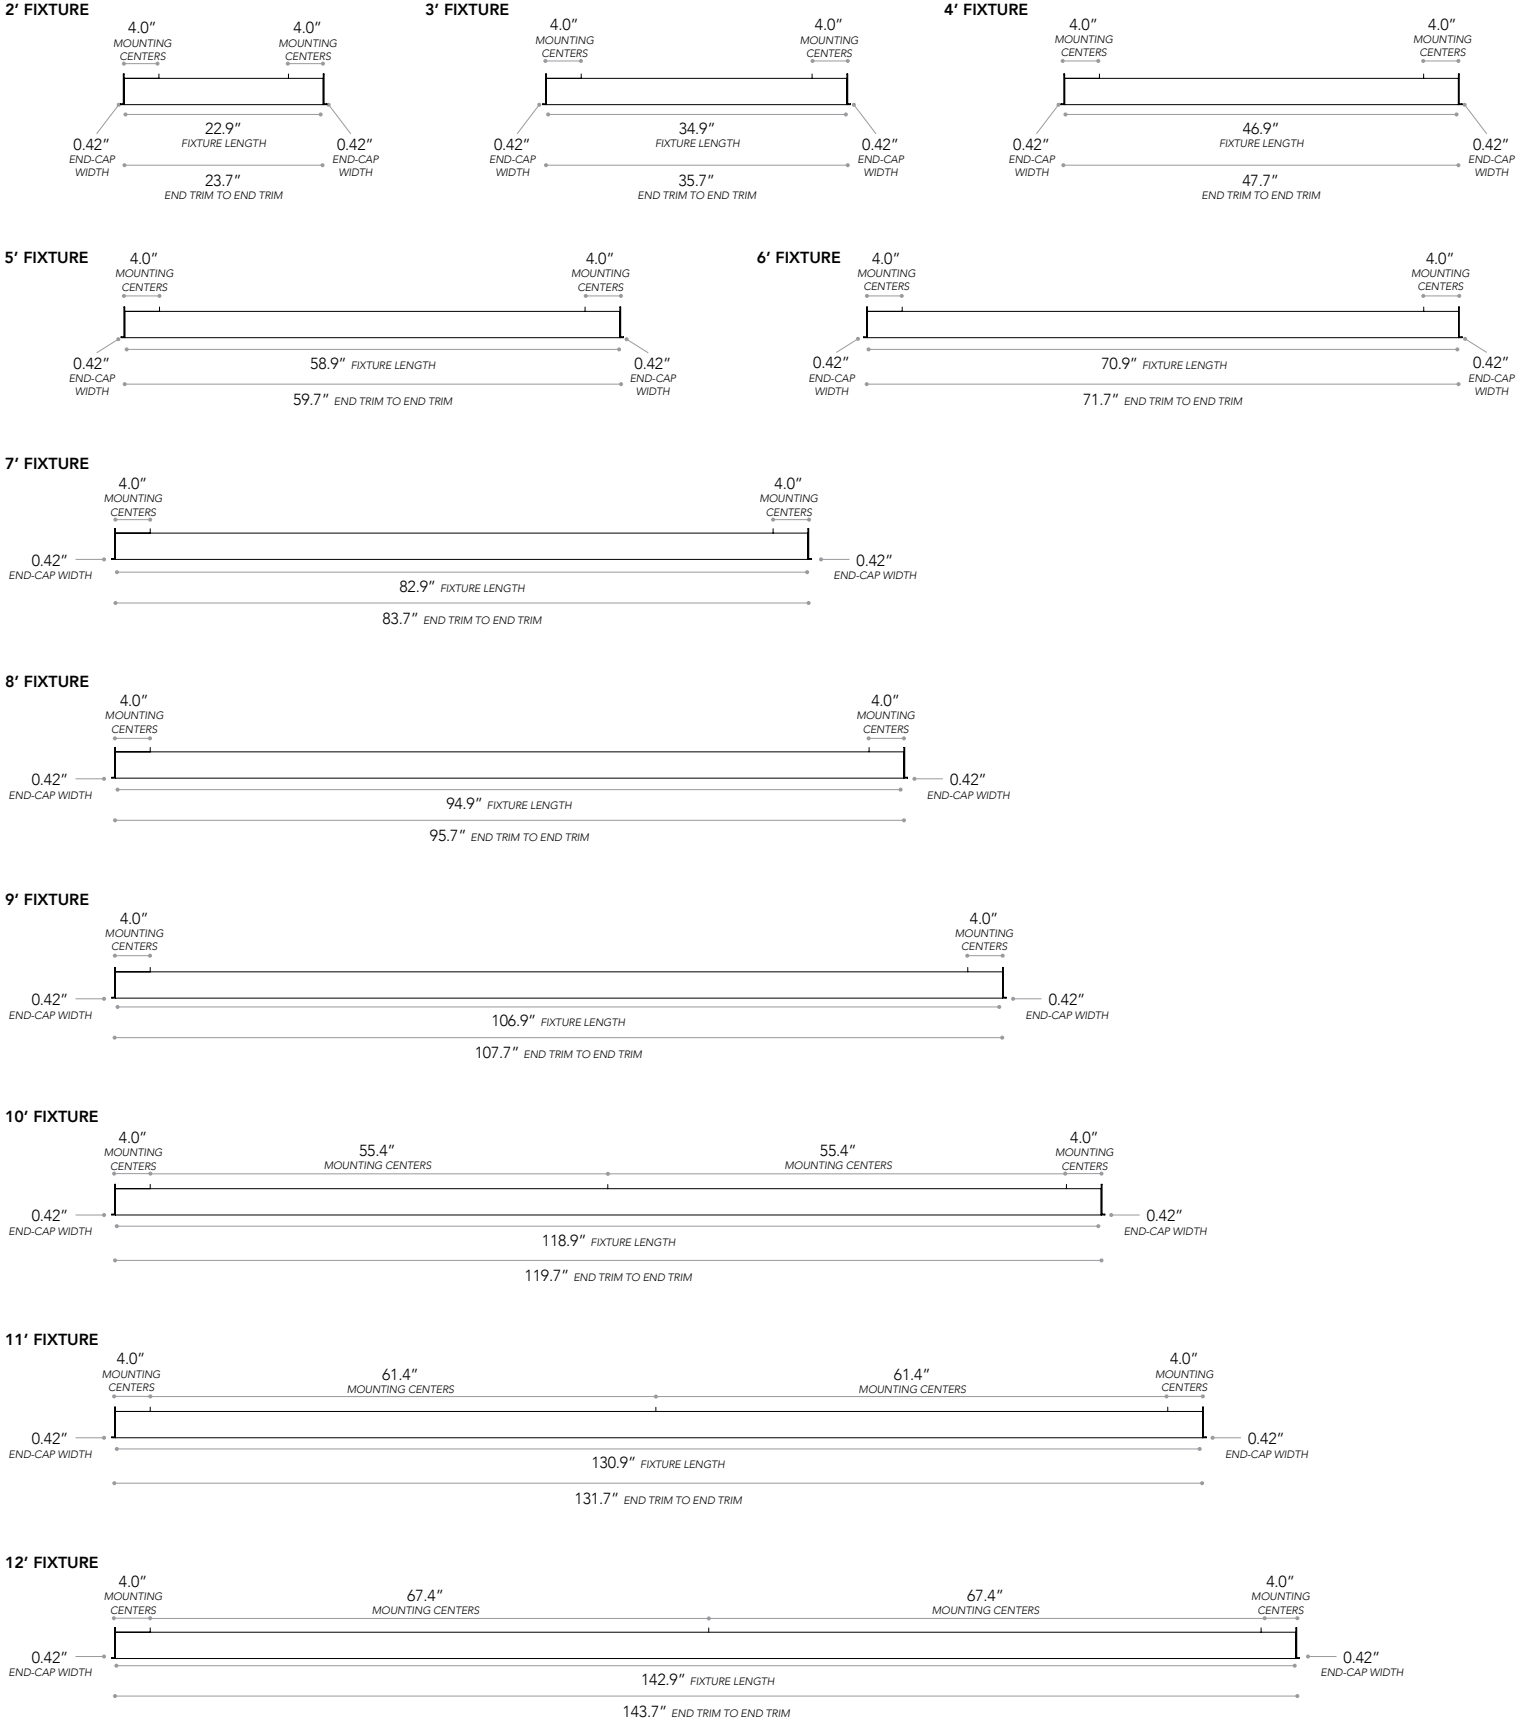 2’ FIXTURE
4.0”
MOUNTING
CENTERS
4.0”
MOUNTING
CENTERS
0.42”
END-CAP
WIDTH
22.9”
FIXTURE LENGTH
0.42”
END-CAP
WIDTH
23.7”
END TRIM TO END TRIM
3’ FIXTURE
4.0”
MOUNTING
CENTERS
4.0”
MOUNTING
CENTERS
0.42”
END-CAP
WIDTH
34.9”
FIXTURE LENGTH
0.42”
END-CAP
WIDTH
35.7”
END TRIM TO END TRIM
4’ FIXTURE
4.0”
MOUNTING
CENTERS
4.0”
MOUNTING
CENTERS
0.42”
END-CAP
WIDTH
46.9”
FIXTURE LENGTH
0.42”
END-CAP
WIDTH
47.7”
END TRIM TO END TRIM
5’ FIXTURE
4.0”
MOUNTING
CENTERS
4.0”
MOUNTING
CENTERS
0.42”
END-CAP
WIDTH
58.9” FIXTURE LENGTH
0.42”
END-CAP
WIDTH
59.7” END TRIM TO END TRIM
6’ FIXTURE
4.0”
MOUNTING
CENTERS
4.0”
MOUNTING
CENTERS
0.42”
END-CAP
WIDTH
70.9” FIXTURE LENGTH
0.42”
END-CAP
WIDTH
71.7” END TRIM TO END TRIM
7’ FIXTURE
4.0”
MOUNTING
CENTERS
4.0”
MOUNTING
CENTERS
0.42”
END-CAP WIDTH
0.42”
END-CAP WIDTH
82.9” FIXTURE LENGTH
83.7” END TRIM TO END TRIM
8’ FIXTURE
4.0”
MOUNTING
CENTERS
4.0”
MOUNTING
CENTERS
0.42”
END-CAP WIDTH
0.42”
END-CAP WIDTH
94.9” FIXTURE LENGTH
95.7” END TRIM TO END TRIM
9’ FIXTURE
4.0”
MOUNTING
CENTERS
4.0”
MOUNTING
CENTERS
0.42”
END-CAP WIDTH
0.42”
END-CAP WIDTH
106.9” FIXTURE LENGTH
107.7” END TRIM TO END TRIM
10’ FIXTURE
4.0”
MOUNTING
CENTERS
55.4”
MOUNTING CENTERS
55.4”
MOUNTING CENTERS
4.0”
MOUNTING
CENTERS
0.42”
END-CAP WIDTH
0.42”
END-CAP WIDTH
118.9” FIXTURE LENGTH
119.7” END TRIM TO END TRIM
11’ FIXTURE
4.0”
MOUNTING
CENTERS
61.4”
MOUNTING CENTERS
61.4”
MOUNTING CENTERS
4.0”
MOUNTING
CENTERS
0.42”
END-CAP WIDTH
0.42”
END-CAP WIDTH
130.9” FIXTURE LENGTH
131.7” END TRIM TO END TRIM
12’ FIXTURE
4.0”
MOUNTING
CENTERS
67.4”
MOUNTING CENTERS
67.4”
MOUNTING CENTERS
4.0”
MOUNTING
CENTERS
0.42”
END-CAP WIDTH
0.42”
END-CAP WIDTH
142.9” FIXTURE LENGTH
143.7” END TRIM TO END TRIM